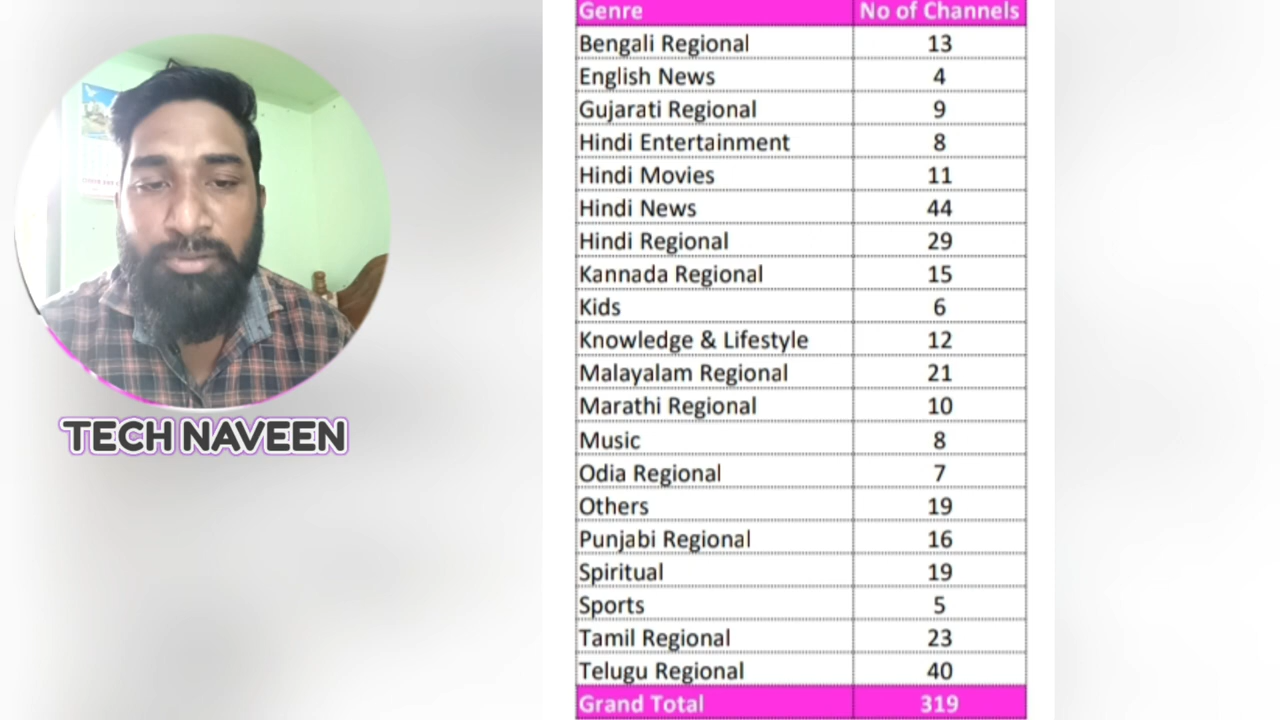 TECH NAVEEN
Genre No of Channels
Bengali Regional 13
English News 4
Gujarati Regional 9
Hindi Entertainment 8
Hindi Movies 11
Hindi News 44
Hindi Regional 29
Kannada Regional 15
Kids 6
Knowledge & Lifestyle 12
Malayalam Regional 21
Marathi Regional 10
Music 8
Odia Regional 7
Others 19
Punjabi Regional 16
Spiritual 19
Sports 5
Tamil Regional 23
Telugu Regional 40
Grand Total 319